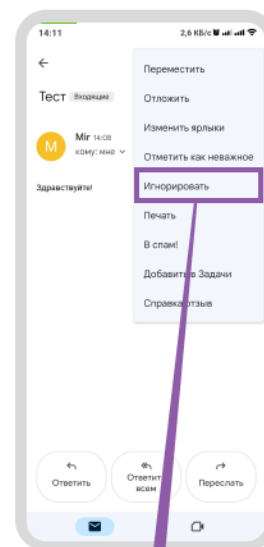 14:11 2,6 КБ/с
Переместить
Тест Входящие
Отложить
Изменить ярлыки
M Mir 14:08
кому: мне
Отметить как неважное
Здравствуйте!
Игнорировать
Печать
В спам!
Добавить в Задачи
Справка/отзыв
Ответить
Ответить всем
Переслать